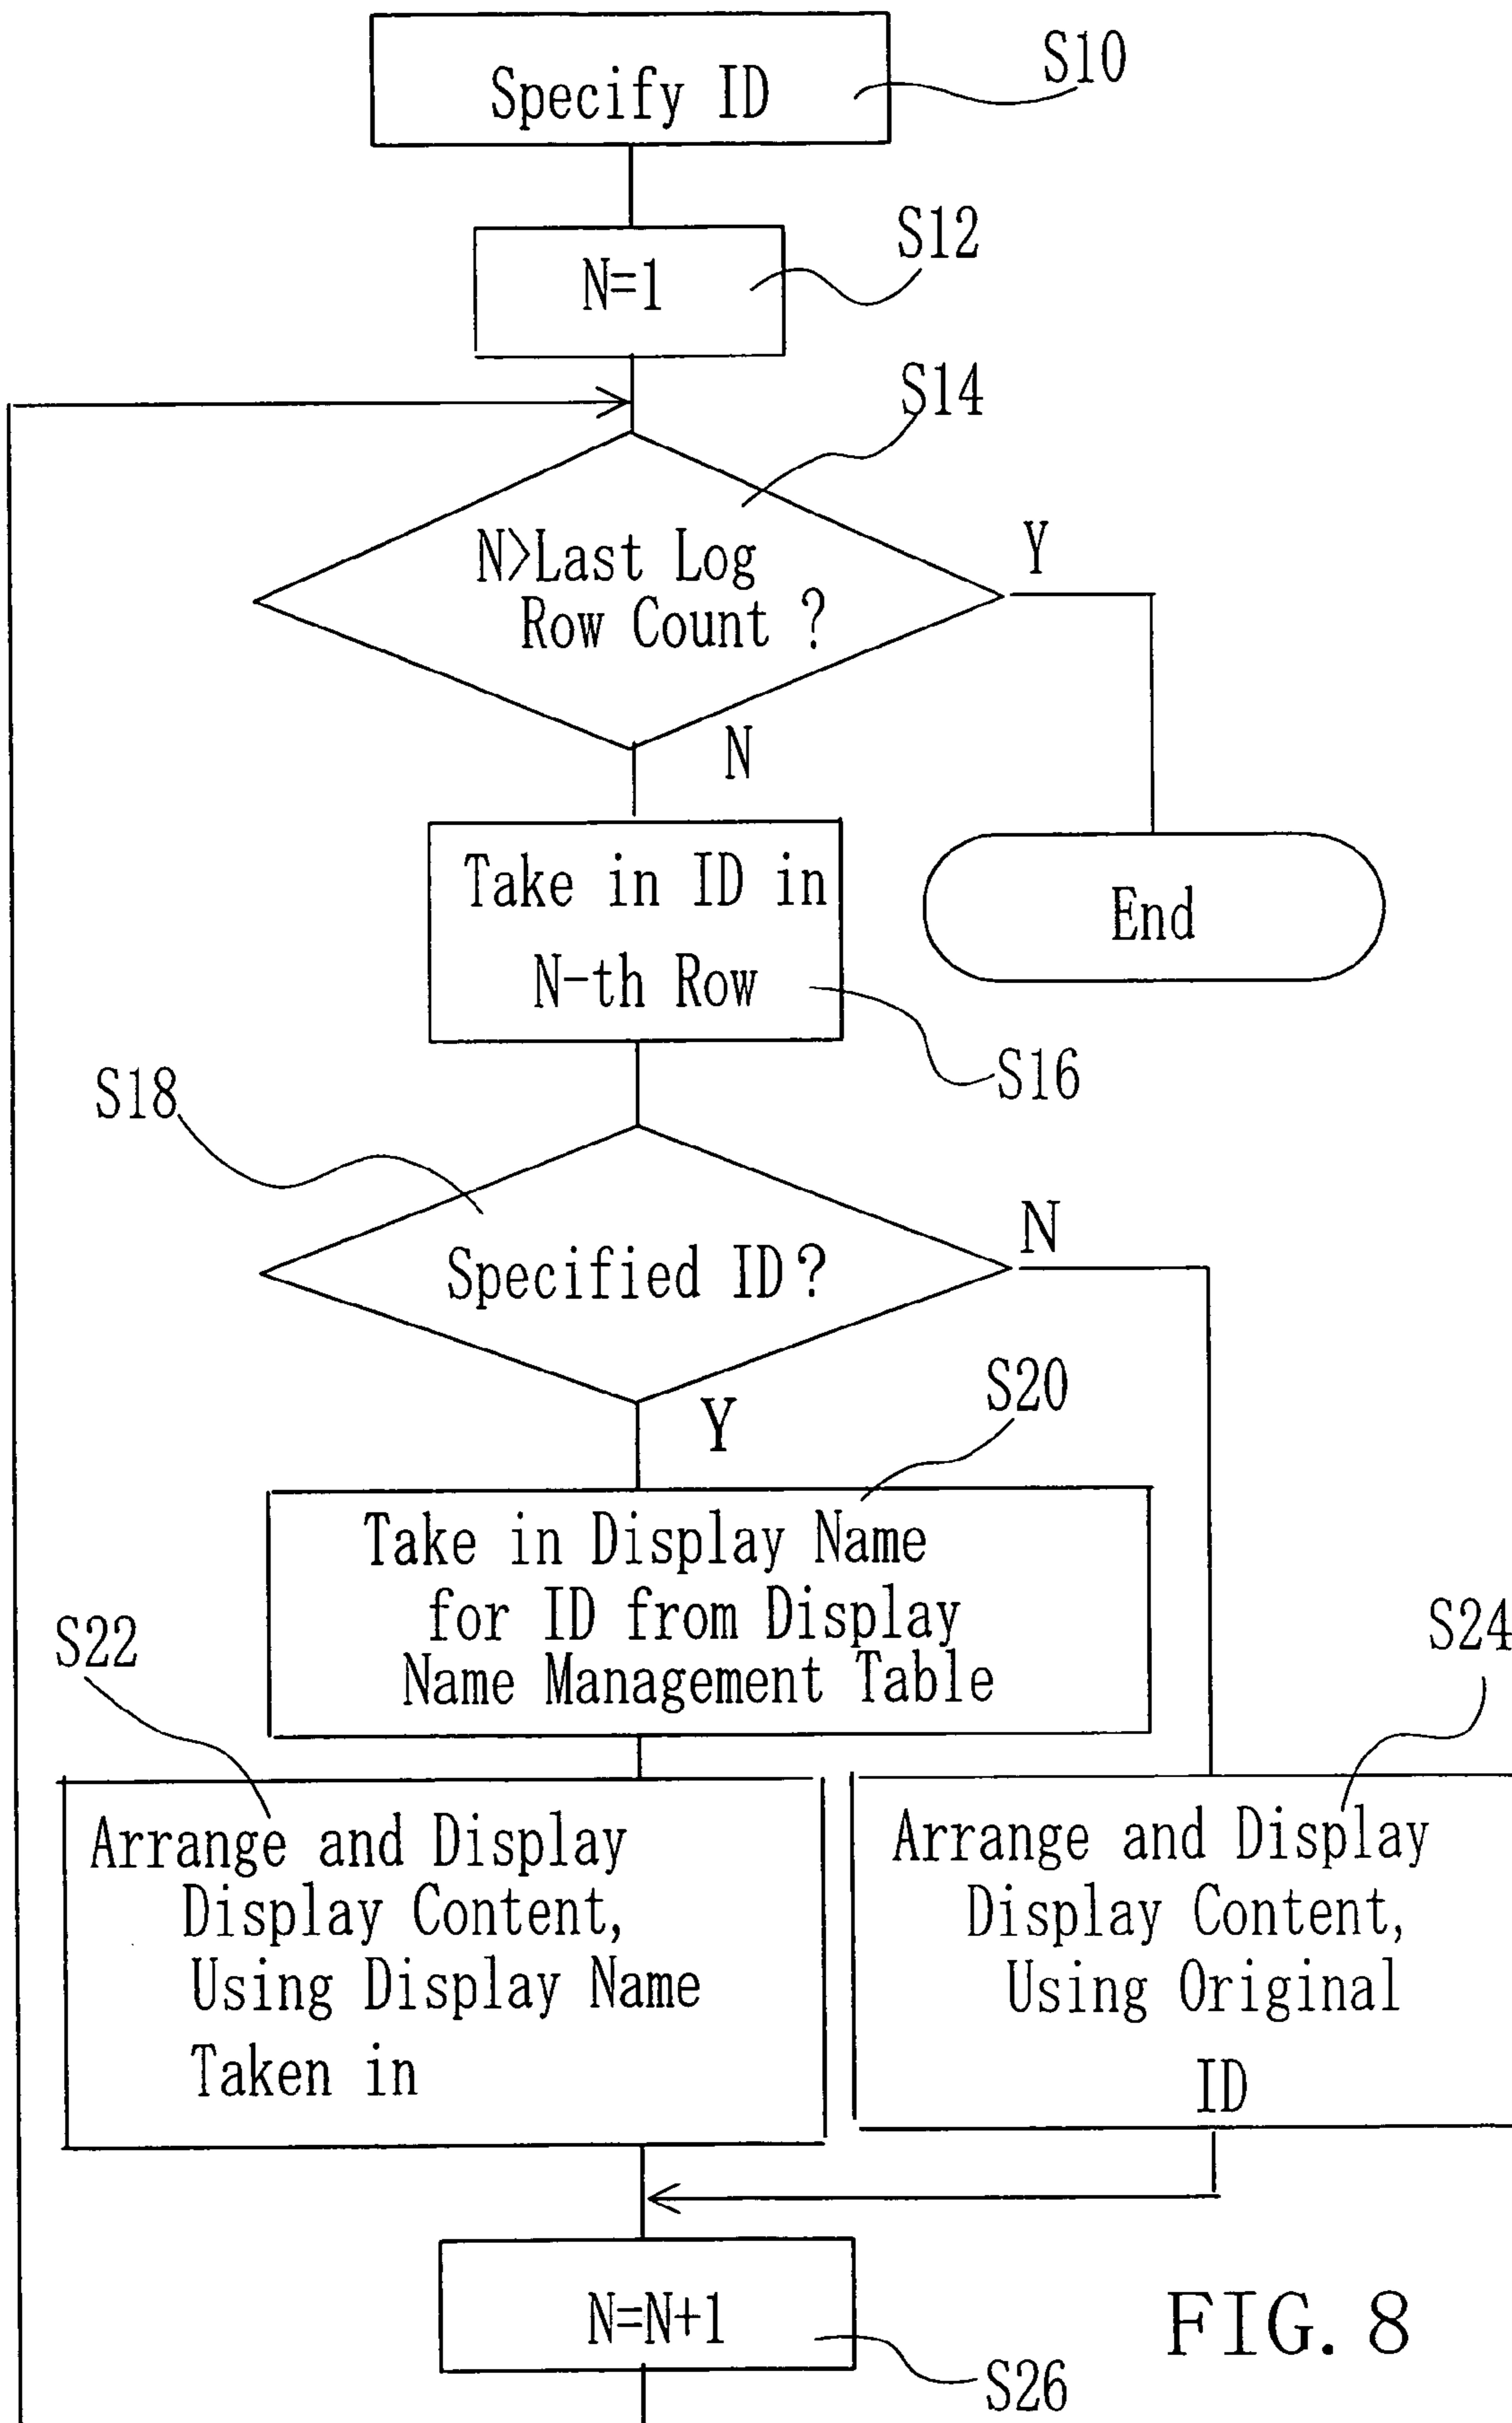 Specify ID
S10
N=1
S12
S14
N>Last Log
Row Count ?
Y
N
Take in ID in
N-th Row
End
S16
S18
Specified ID?
N
Y
S20
Take in Display Name
for ID from Display
Name Management Table
S22
S24
Arrange and Display
Display Content,
Using Display Name
Taken in
Arrange and Display
Display Content,
Using Original
ID
N=N+1
S26
FIG. 8